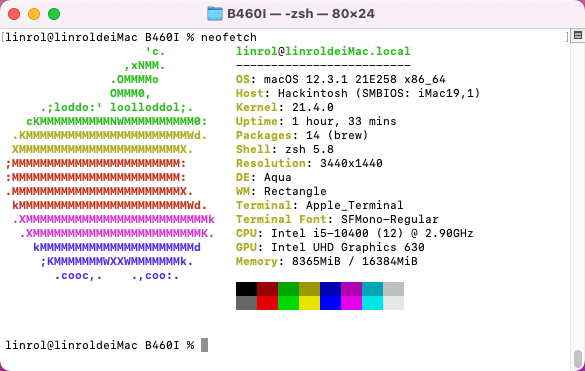 B460I — -zsh — 80×24
[linrol@linroldeiMac B460I % neofetch ]
'c. linrol@linroldeiMac.local
,xNMM. -------------------------
.OMMMMo OS: macOS 12.3.1 21E258 x86_64
OMMM0, Host: Hackintosh (SMBIOS: iMac19,1)
.;loddo:' loolloddol;. Kernel: 21.4.0
cKMMMMMMMMMMNWMMMMMMMMMM0: Uptime: 1 hour, 33 mins
.KMMMMMMMMMMMMMMMMMMMMMMMWd. Packages: 14 (brew)
XMMMMMMMMMMMMMMMMMMMMMMMX. Shell: zsh 5.8
;MMMMMMMMMMMMMMMMMMMMMMMM: Resolution: 3440x1440
:MMMMMMMMMMMMMMMMMMMMMMMM: DE: Aqua
.MMMMMMMMMMMMMMMMMMMMMMMMX. WM: Rectangle
kMMMMMMMMMMMMMMMMMMMMMMMMWd. Terminal: Apple_Terminal
.XMMMMMMMMMMMMMMMMMMMMMMMMMMk Terminal Font: SFMono-Regular
.XMMMMMMMMMMMMMMMMMMMMMMMMK. CPU: Intel i5-10400 (12) @ 2.90GHz
kMMMMMMMMMMMMMMMMMMMMMMd GPU: Intel UHD Graphics 630
;KMMMMMMMWXXWMMMMMMMk. Memory: 8365MiB / 16384MiB
.cooc,. .,coo:.
linrol@linroldeiMac B460I %